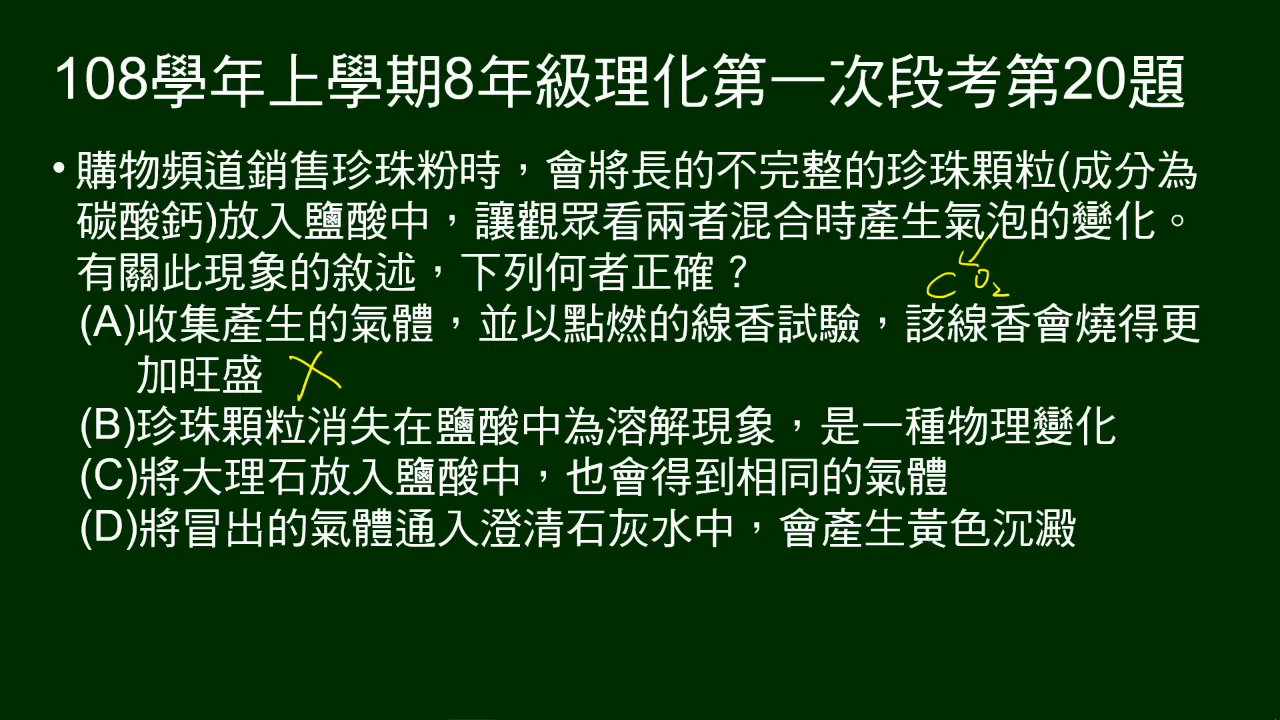 108學年上學期8年級理化第一次段考第20題
• 購物頻道銷售珍珠粉時，會將長的不完整的珍珠顆粒(成分為
碳酸鈣)放入鹽酸中，讓觀眾看兩者混合時產生氣泡的變化。
有關此現象的敘述，下列何者正確？
CO₂
(A)收集產生的氣體，並以點燃的線香試驗，該線香會燒得更
加旺盛 X
(B)珍珠顆粒消失在鹽酸中為溶解現象，是一種物理變化
(C)將大理石放入鹽酸中，也會得到相同的氣體
(D)將冒出的氣體通入澄清石灰水中，會產生黃色沉澱